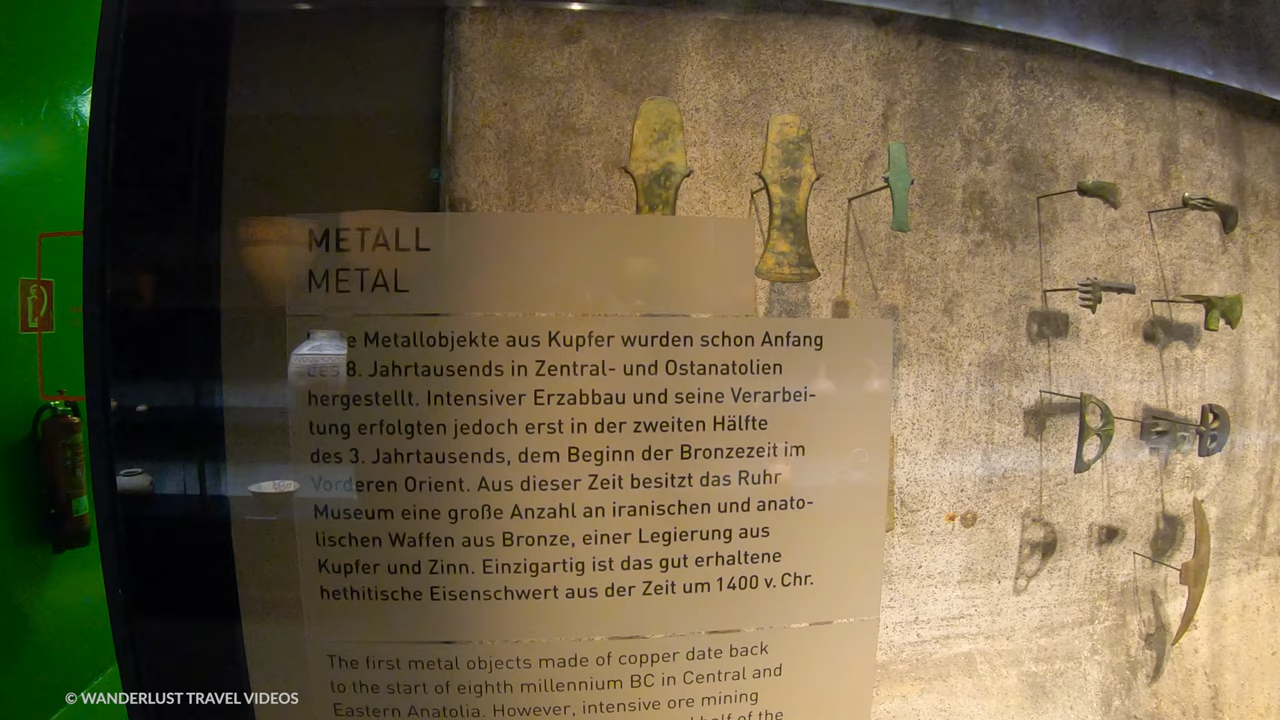 METALL
METAL
e Metallobjekte aus Kupfer wurden schon Anfang
des 8. Jahrtausends in Zentral- und Ostanatolien
hergestellt. Intensiver Erzabbau und seine Verarbei-
tung erfolgten jedoch erst in der zweiten Hälfte
des 3. Jahrtausends, dem Beginn der Bronzezeit im
Vorderen Orient. Aus dieser Zeit besitzt das Ruhr
Museum eine große Anzahl an iranischen und anato-
lischen Waffen aus Bronze, einer Legierung aus
Kupfer und Zinn. Einzigartig ist das gut erhaltene
hethitische Eisenschwert aus der Zeit um 1400 v. Chr.
The first metal objects made of copper date back
to the start of eighth millennium BC in Central and
Eastern Anatolia. However, intensive ore mining
half of the
© WANDERLUST TRAVEL VIDEOS